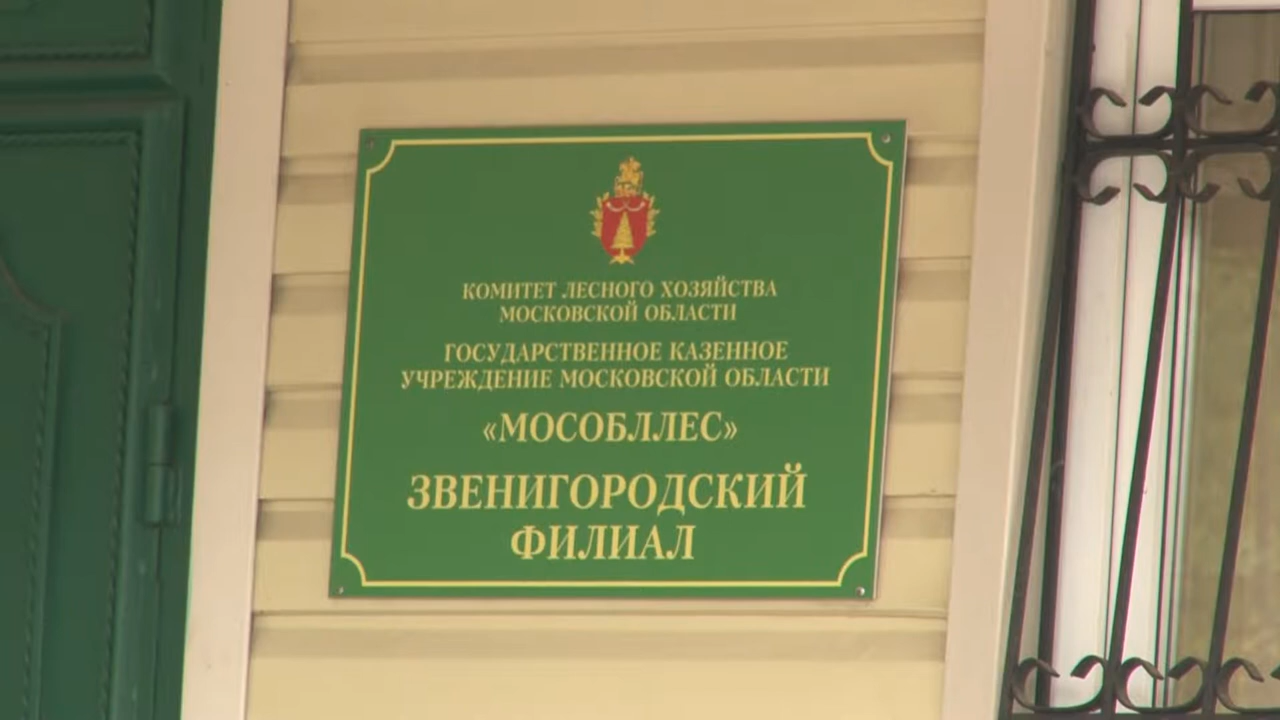 КОМИТЕТ ЛЕСНОГО ХОЗЯЙСТВА
МОСКОВСКОЙ ОБЛАСТИ
ГОСУДАРСТВЕННОЕ КАЗЕННОЕ
УЧРЕЖДЕНИЕ МОСКОВСКОЙ ОБЛАСТИ
«МОСОБЛЛЕС»
ЗВЕНИГОРОДСКИЙ
ФИЛИАЛ